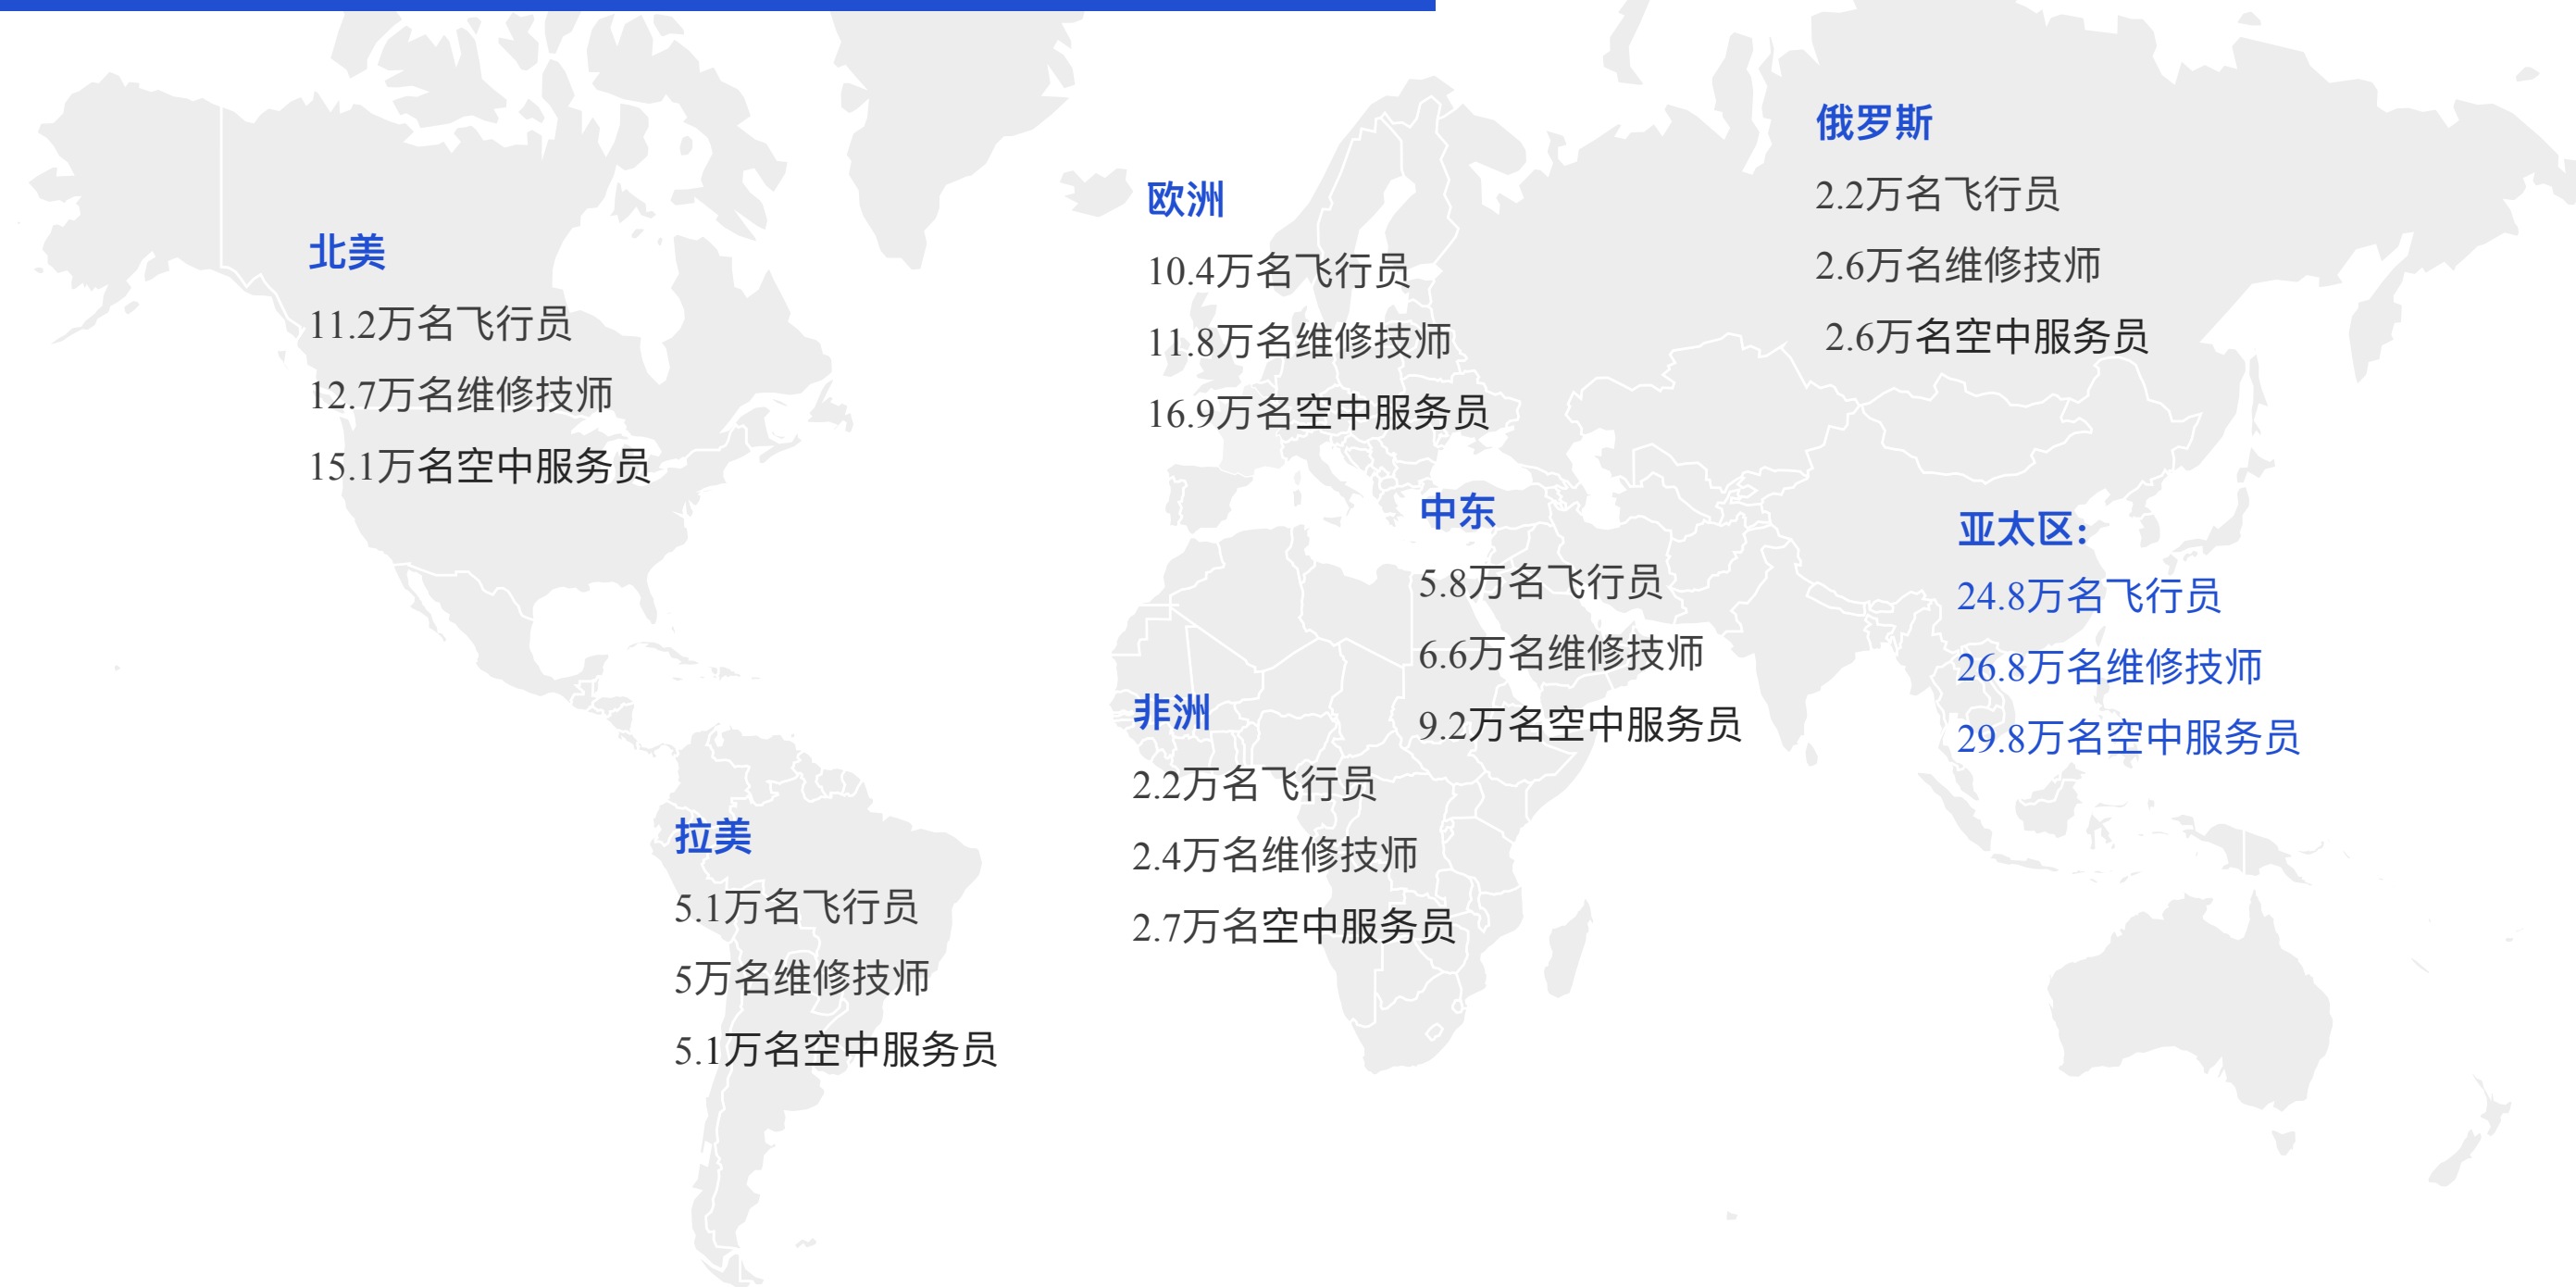 俄罗斯
2.2万名飞行员
2.6万名维修技师
2.6万名空中服务员
欧洲
10.4万名飞行员
11.8万名维修技师
16.9万名空中服务员
北美
11.2万名飞行员
12.7万名维修技师
15.1万名空中服务员
中东
5.8万名飞行员
6.6万名维修技师
9.2万名空中服务员
亚太区:
24.8万名飞行员
26.8万名维修技师
29.8万名空中服务员
非洲
2.2万名飞行员
2.4万名维修技师
2.7万名空中服务员
拉美
5.1万名飞行员
5万名维修技师
5.1万名空中服务员